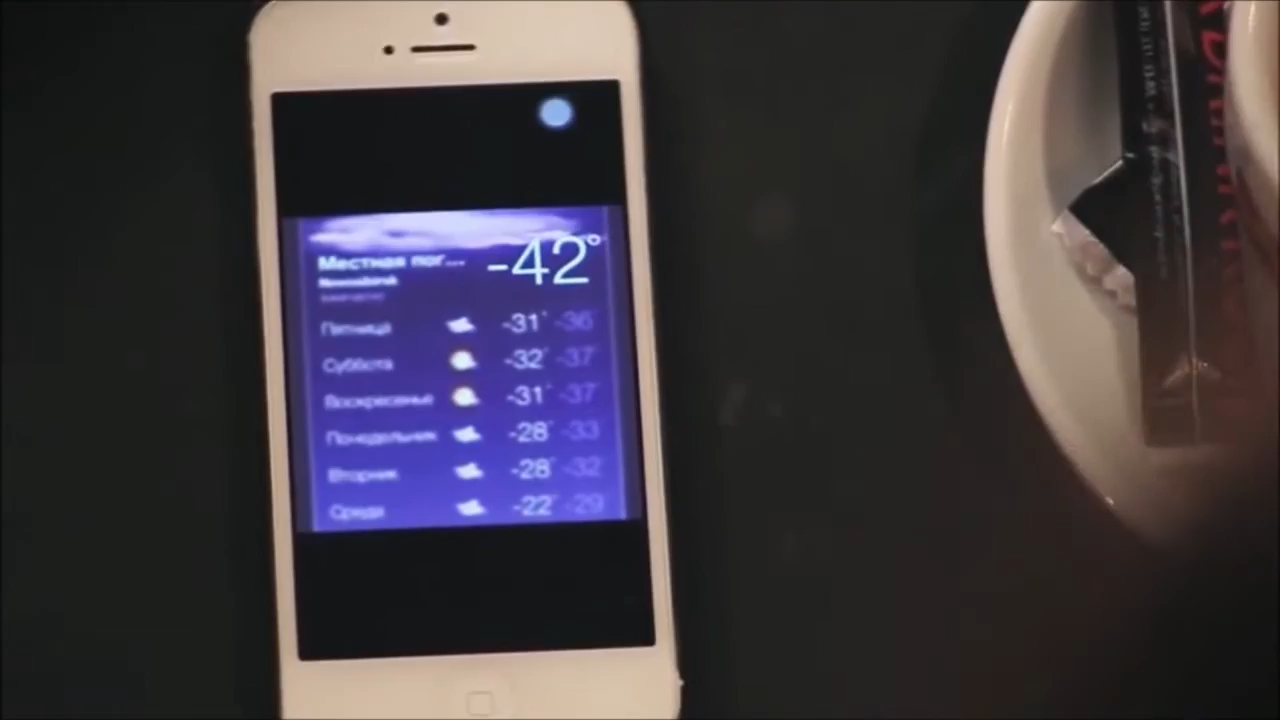 Местная пог...
-42°
Novosibirsk
Пятница -31° -36°
Суббота -32° -37°
Воскресенье -31° -37°
Понедельник -28° -33°
Вторник -28° -32°
Среда -22° -29°